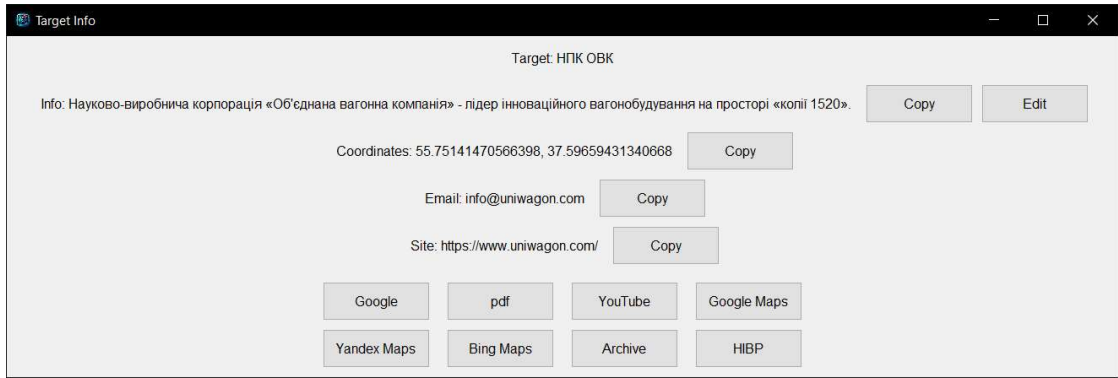 Target Info
Target: НПК ОВК
Info: Науково-виробнича корпорація «Об'єднана вагонна компанія» - лідер інноваційного вагонобудування на просторі «колії 1520». Copy Edit
Coordinates: 55.75141470566398, 37.59659431340668 Copy
Email: info@uniwagon.com Copy
Site: https://www.uniwagon.com/ Copy
Google pdf YouTube Google Maps
Yandex Maps Bing Maps Archive HIBP